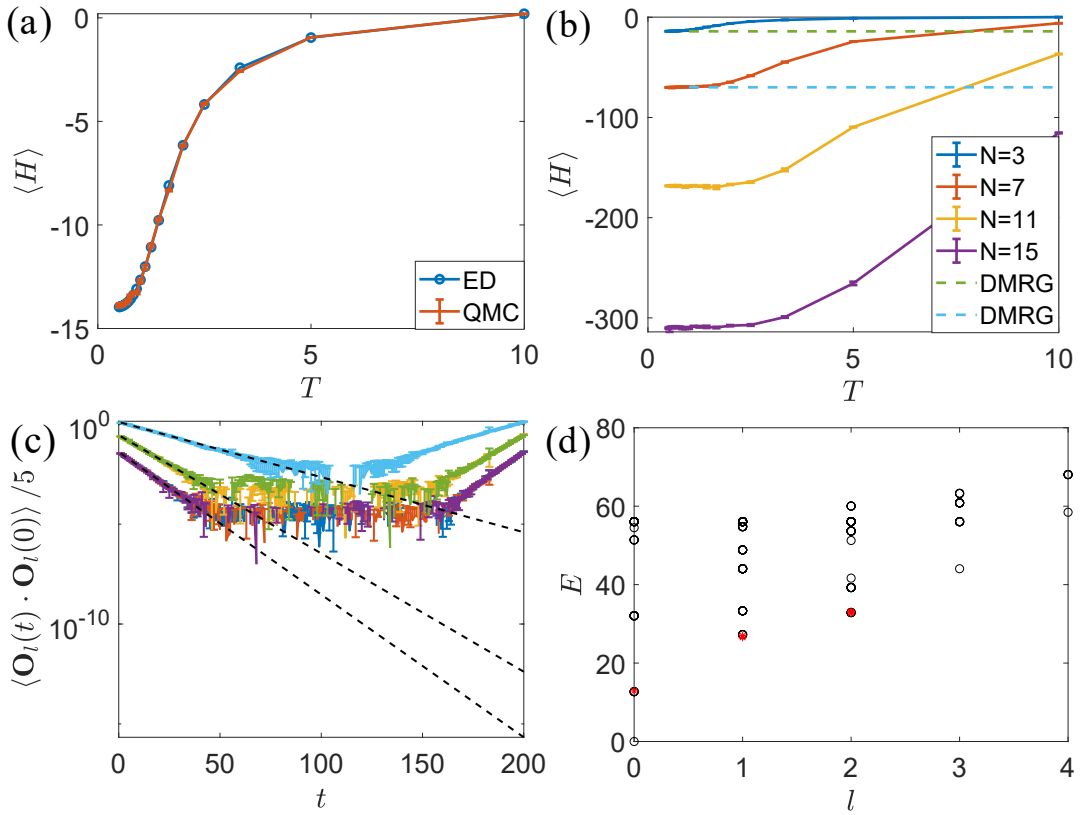 (a)
0
-5
-10
-15
⟨H⟩
0
5
10
T
ED
QMC
(b)
0
-100
-200
-300
⟨H⟩
0
5
10
T
N=3
N=7
N=11
N=15
DMRG
DMRG
(c)
10^0
10^-10
⟨O_l(t) · O_l(0)⟩ /5
0
50
100
150
200
t
(d)
80
60
40
20
0
E
0
1
2
3
4
l